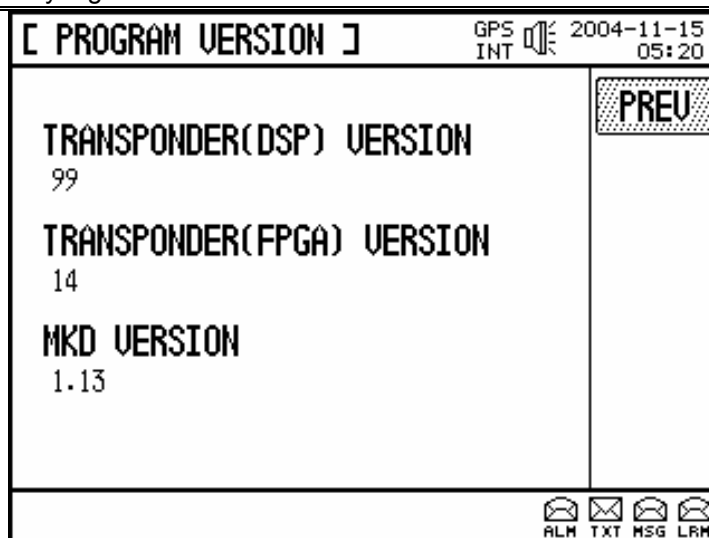 [ PROGRAM VERSION ]
GPS INT
2004-11-15
05:20
PREV
TRANSPONDER(DSP) VERSION
99
TRANSPONDER(FPGA) VERSION
14
MKD VERSION
1.13
ALM TXT MSG LRM